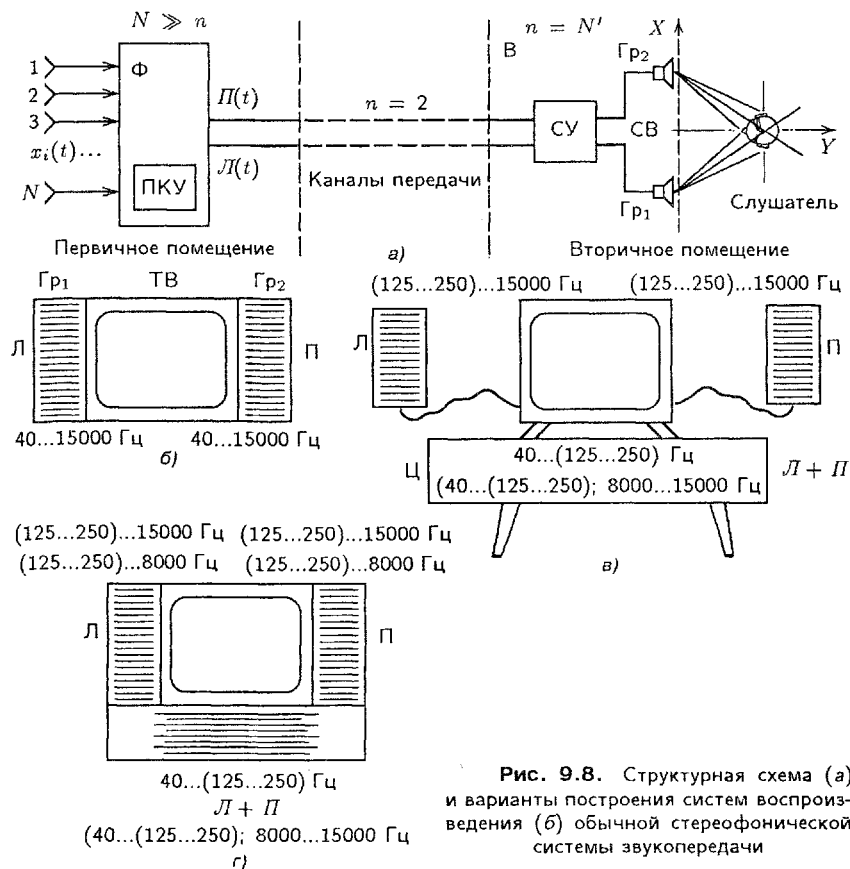 N ≫ n
n = N′
X
1
Ф
В
Гр₂
2
П(t)
n = 2
3
СУ
СВ
xᵢ(t)...
Y
Л(t)
N
ПКУ
Каналы передачи
Гр₁
Слушатель
Первичное помещение
а)
Вторичное помещение
Гр₁ ТВ Гр₂
(125...250)...15000 Гц (125...250)...15000 Гц
Л
П
Л
П
40...15000 Гц 40...15000 Гц
б)
Ц
40...(125...250) Гц
(40...(125...250); 8000...15000 Гц
Л + П
в)
(125...250)...15000 Гц (125...250)...15000 Гц
(125...250)...8000 Гц (125...250)...8000 Гц
Л
П
40...(125...250) Гц
Л + П
(40...(125...250); 8000...15000 Гц
г)
Рис. 9.8. Структурная схема (а)
и варианты построения систем воспроиз-
ведения (б) обычной стереофонической
системы звукопередачи